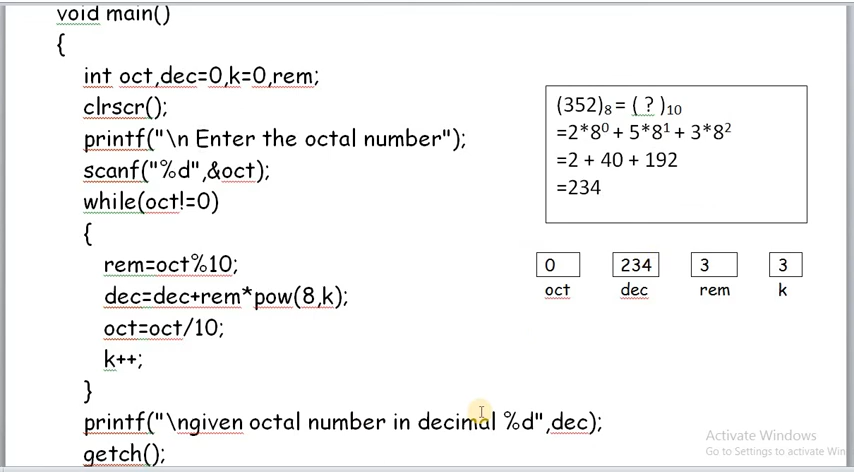 void main()
{
int oct,dec=0,k=0,rem;
clrscr();
printf("\n Enter the octal number");
scanf("%d",&oct);
while(oct!=0)
{
rem=oct%10;
dec=dec+rem*pow(8,k);
oct=oct/10;
k++;
}
printf("\ngiven octal number in decimal %d",dec);
getch();
(352)₈ = ( ? )₁₀
=2*8⁰ + 5*8¹ + 3*8²
=2 + 40 + 192
=234
0 234 3 3
oct dec rem k
Activate Windows
Go to Settings to activate Win